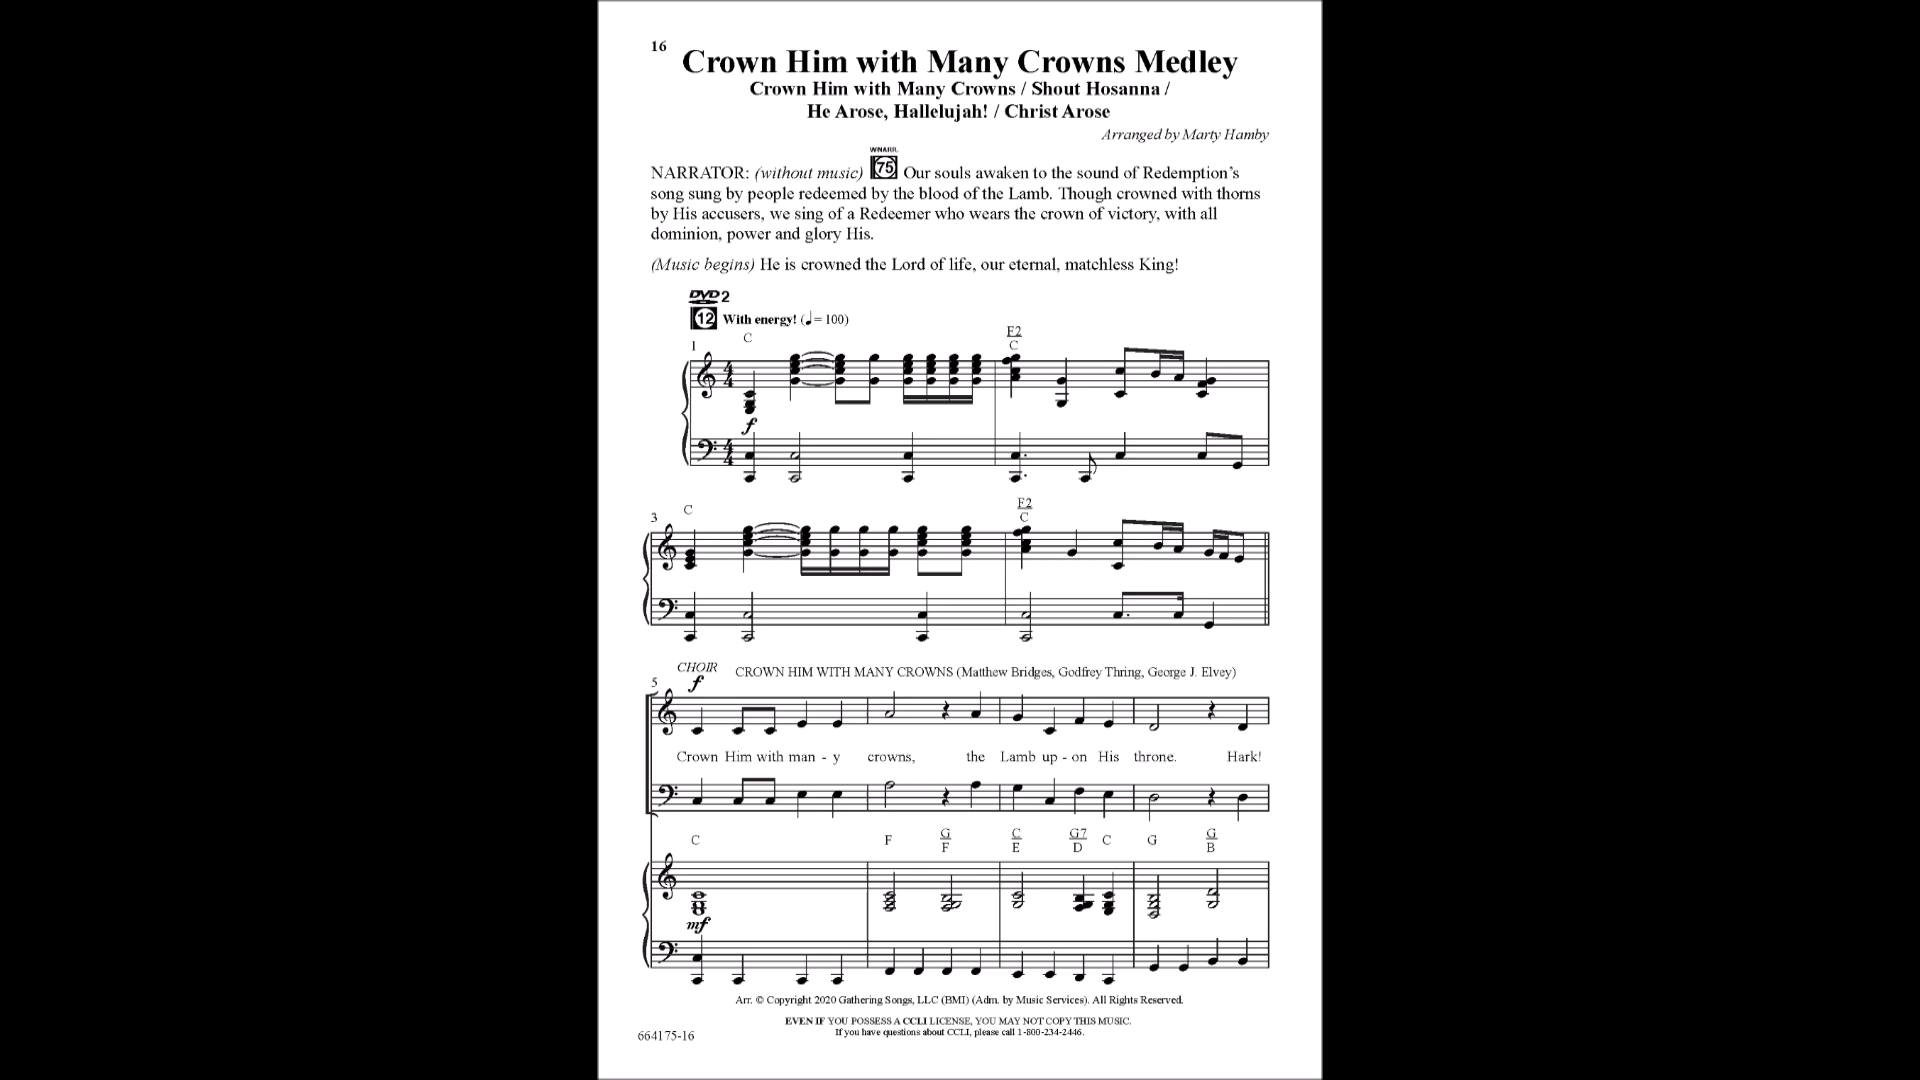 16
Crown Him with Many Crowns Medley
Crown Him with Many Crowns / Shout Hosanna /
He Arose, Hallelujah! / Christ Arose
Arranged by Marty Hamby
W/NARR.
NARRATOR: (without music) 75 Our souls awaken to the sound of Redemption's
song sung by people redeemed by the blood of the Lamb. Though crowned with thorns
by His accusers, we sing of a Redeemer who wears the crown of victory, with all
dominion, power and glory His.
(Music begins) He is crowned the Lord of life, our eternal, matchless King!
DVD 2
12 With energy! (♩ = 100)
C F2
C
1
4
4
f
4
4
C F2
C
3
CHOIR CROWN HIM WITH MANY CROWNS (Matthew Bridges, Godfrey Thring, George J. Elvey)
5 f
Crown Him with man - y crowns, the Lamb up - on His throne. Hark!
C F G/F C/E G7/D C G G/B
mf
Arr. © Copyright 2020 Gathering Songs, LLC (BMI) (Adm. by Music Services). All Rights Reserved.
EVEN IF YOU POSSESS A CCLI LICENSE, YOU MAY NOT COPY THIS MUSIC.
If you have questions about CCLI, please call 1-800-234-2446.
664175-16